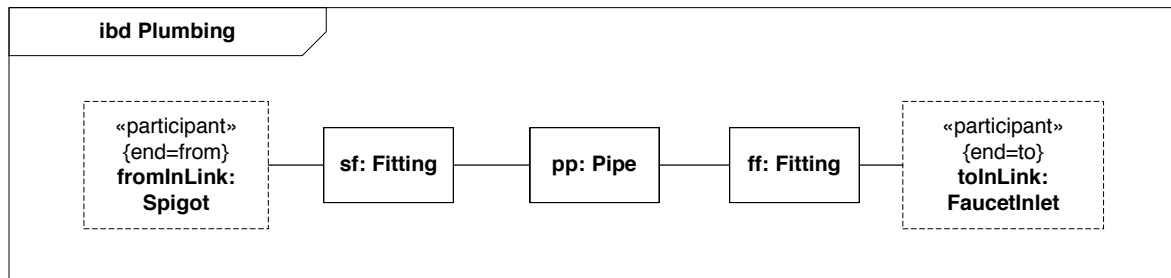 ibd Plumbing
«participant»
{end=from}
fromInLink:
Spigot
sf: Fitting
pp: Pipe
ff: Fitting
«participant»
{end=to}
toInLink:
FaucetInlet